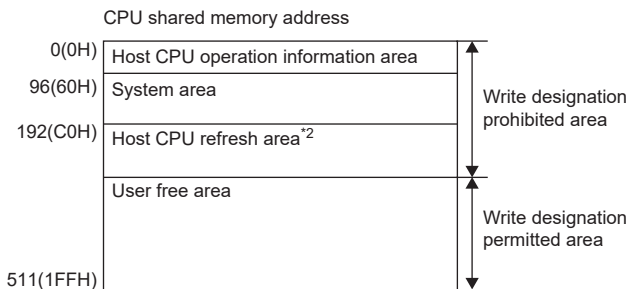 CPU shared memory address
0(0H) Host CPU operation information area
96(60H) System area
192(C0H) Host CPU refresh area*2
User free area
511(1FFH)
Write designation
prohibited area
Write designation
permitted area